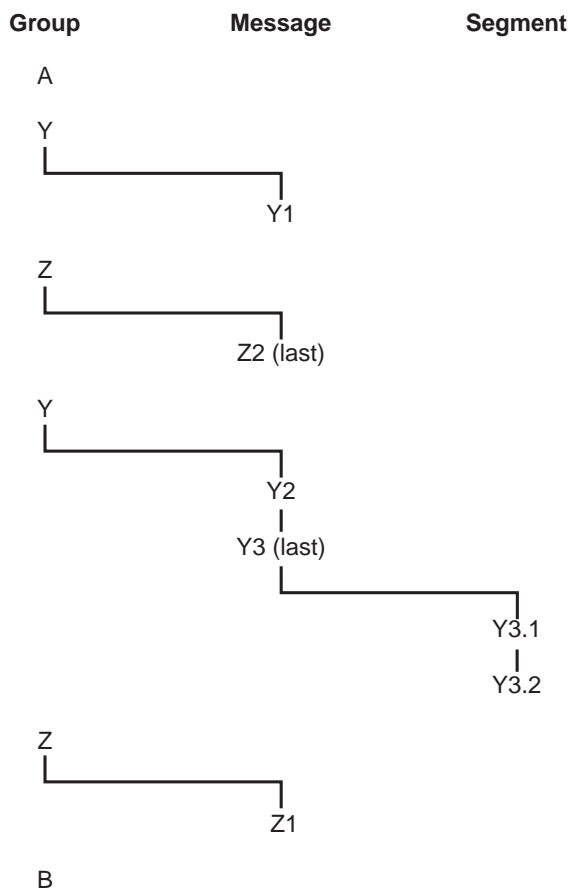 Group Message Segment
A
Y
Y1
Z
Z2 (last)
Y
Y2
Y3 (last)
Y3.1
Y3.2
Z
Z1
B